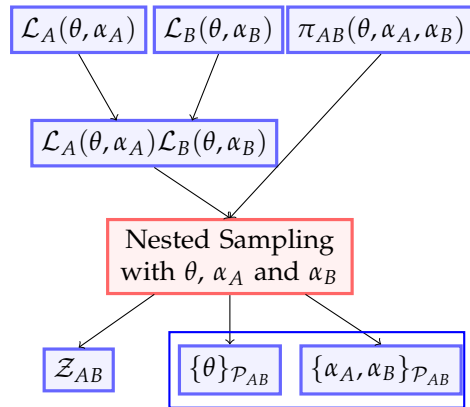 ℒ_A(θ, α_A) ℒ_B(θ, α_B) π_AB(θ, α_A, α_B)
ℒ_A(θ, α_A)ℒ_B(θ, α_B)
Nested Sampling
with θ, α_A and α_B
𝒵_AB {θ}_𝒫_AB {α_A, α_B}_𝒫_AB